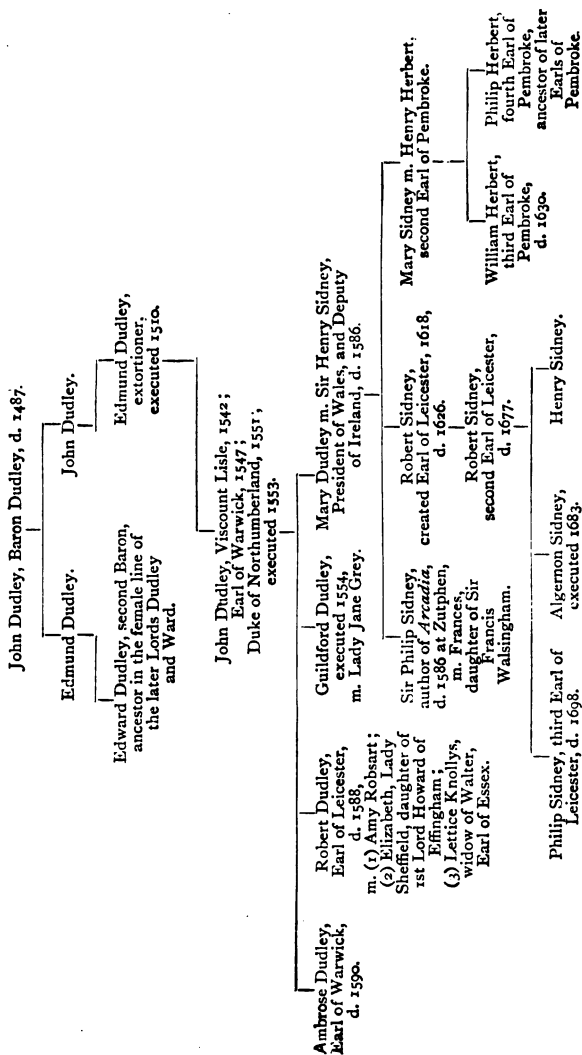 John Dudley, Baron Dudley, d. 1487.
Edmund Dudley.
John Dudley.
Edward Dudley, second Baron,
ancestor in the female line of
the later Lords Dudley
and Ward.
Edmund Dudley,
extortioner,
executed 1510.
John Dudley, Viscount Lisle, 1542;
Earl of Warwick, 1547;
Duke of Northumberland, 1551;
executed 1553.
Ambrose Dudley,
Earl of Warwick,
d. 1590.
Robert Dudley,
Earl of Leicester,
d. 1588,
m. (1) Amy Robsart;
(2) Elizabeth, Lady
Sheffield, daughter of
1st Lord Howard of
Effingham;
(3) Lettice Knollys,
widow of Walter,
Earl of Essex.
Guildford Dudley,
executed 1554,
m. Lady Jane Grey.
Mary Dudley m. Sir Henry Sidney,
President of Wales, and Deputy
of Ireland, d. 1586.
Sir Philip Sidney,
author of Arcadia,
d. 1586 at Zutphen,
m. Frances,
daughter of Sir
Francis
Walsingham.
Robert Sidney,
created Earl of Leicester, 1618,
d. 1626.
Mary Sidney m. Henry Herbert,
second Earl of Pembroke.
Robert Sidney,
second Earl of Leicester,
d. 1677.
William Herbert,
third Earl of
Pembroke,
d. 1630.
Philip Herbert,
fourth Earl of
Pembroke,
ancestor of later
Earls of
Pembroke.
Philip Sidney, third Earl of
Leicester, d. 1698.
Algernon Sidney,
executed 1683.
Henry Sidney.